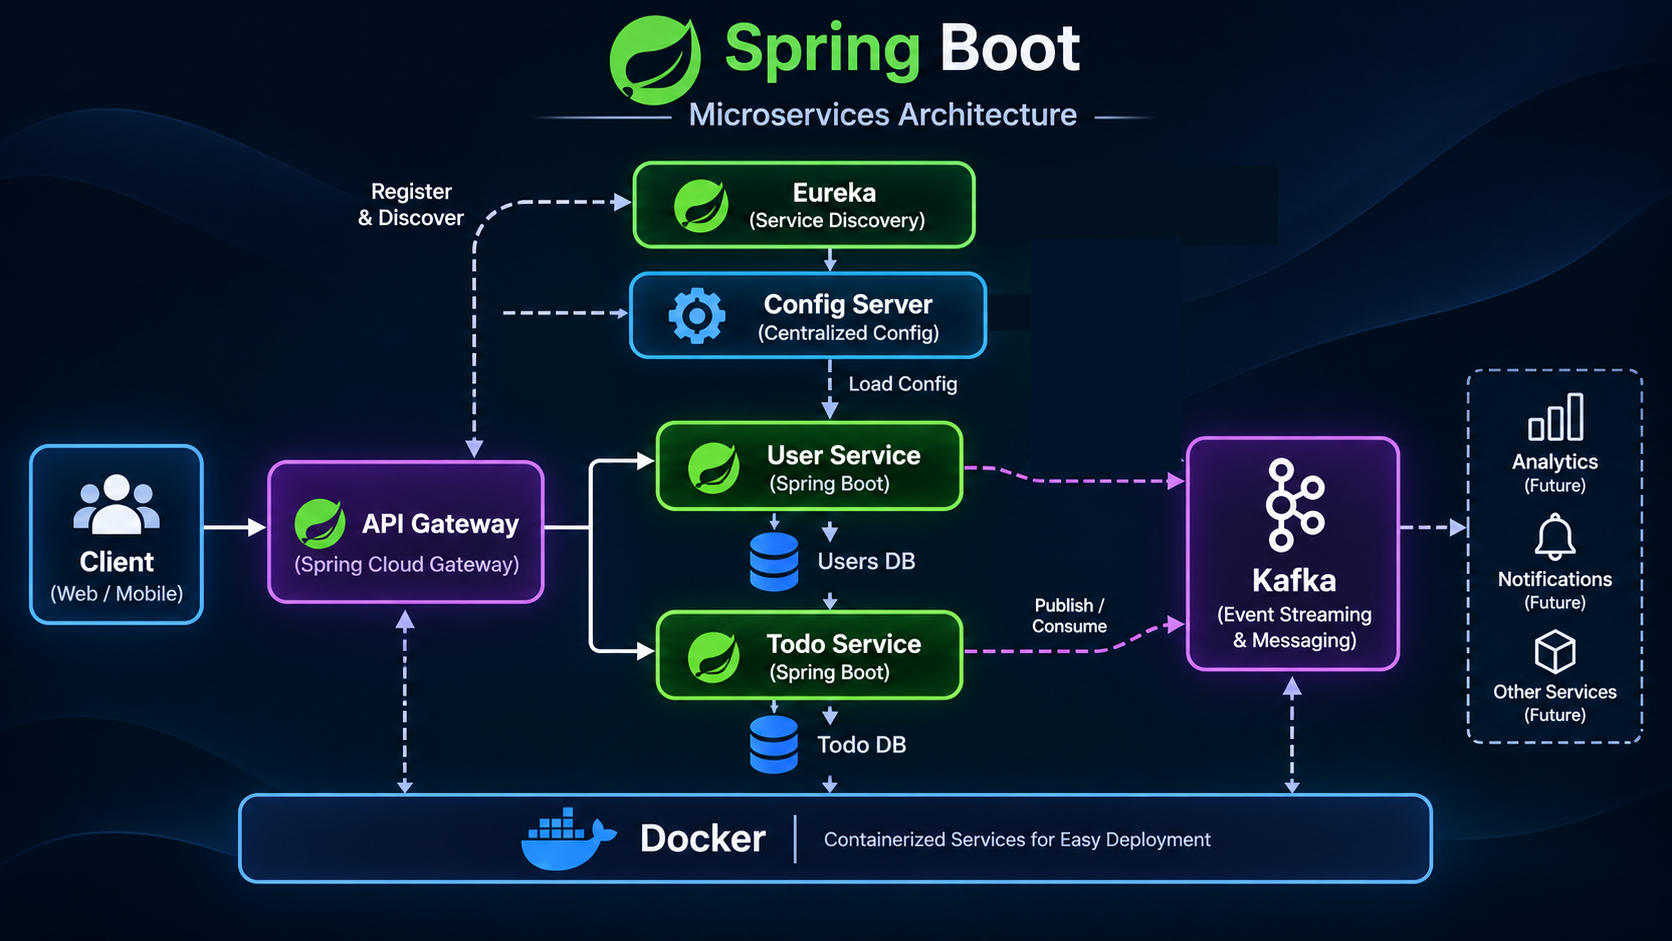 Spring Boot
Microservices Architecture
Register
& Discover
Eureka
(Service Discovery)
Config Server
(Centralized Config)
Load Config
Client
(Web / Mobile)
API Gateway
(Spring Cloud Gateway)
User Service
(Spring Boot)
Users DB
Todo Service
(Spring Boot)
Todo DB
Publish /
Consume
Kafka
(Event Streaming
& Messaging)
Analytics
(Future)
Notifications
(Future)
Other Services
(Future)
Docker
Containerized Services for Easy Deployment